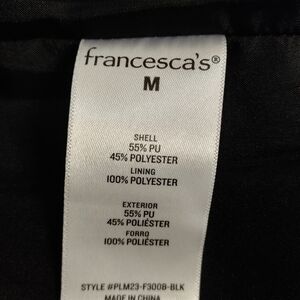 francesca's®
M
SHELL
55% PU
45% POLYESTER
LINING
100% POLYESTER
EXTERIOR
55% PU
45% POLIÉSTER
FORRO
100% POLIÉSTER
STYLE #PLM23-F300B-BLK
MADE IN CHINA